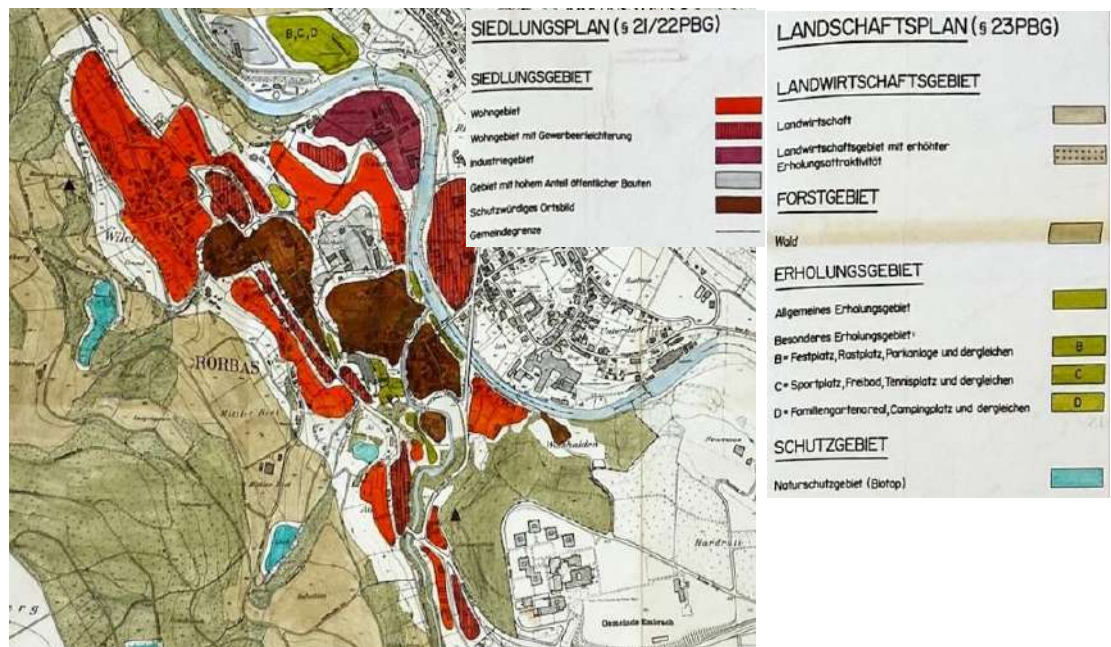 B, C, D
Wiler
RORBAS
Unterdorf
Nardrüti
Gemeinde Embrach
SIEDLUNGSPLAN (§ 21/22 PBG)
SIEDLUNGSGEBIET
Wohngebiet
Wohngebiet mit Gewerbeerleichterung
Industriegebiet
Gebiet mit hohem Anteil öffentlicher Bauten
Schutzwürdiges Ortsbild
Gemeindegrenze
LANDSCHAFTSPLAN (§ 23 PBG)
LANDWIRTSCHAFTSGEBIET
Landwirtschaft
Landwirtschaftsgebiet mit erhöhter
Erholungsattraktivität
FORSTGEBIET
Wald
ERHOLUNGSGEBIET
Allgemeines Erholungsgebiet
Besonderes Erholungsgebiet:
B = Festplatz, Rastplatz, Parkanlage und dergleichen
B
C = Sportplatz, Freibad, Tennisplatz und dergleichen
C
D = Familiengartenareal, Campingplatz und dergleichen
D
SCHUTZGEBIET
Naturschutzgebiet (Biotop)